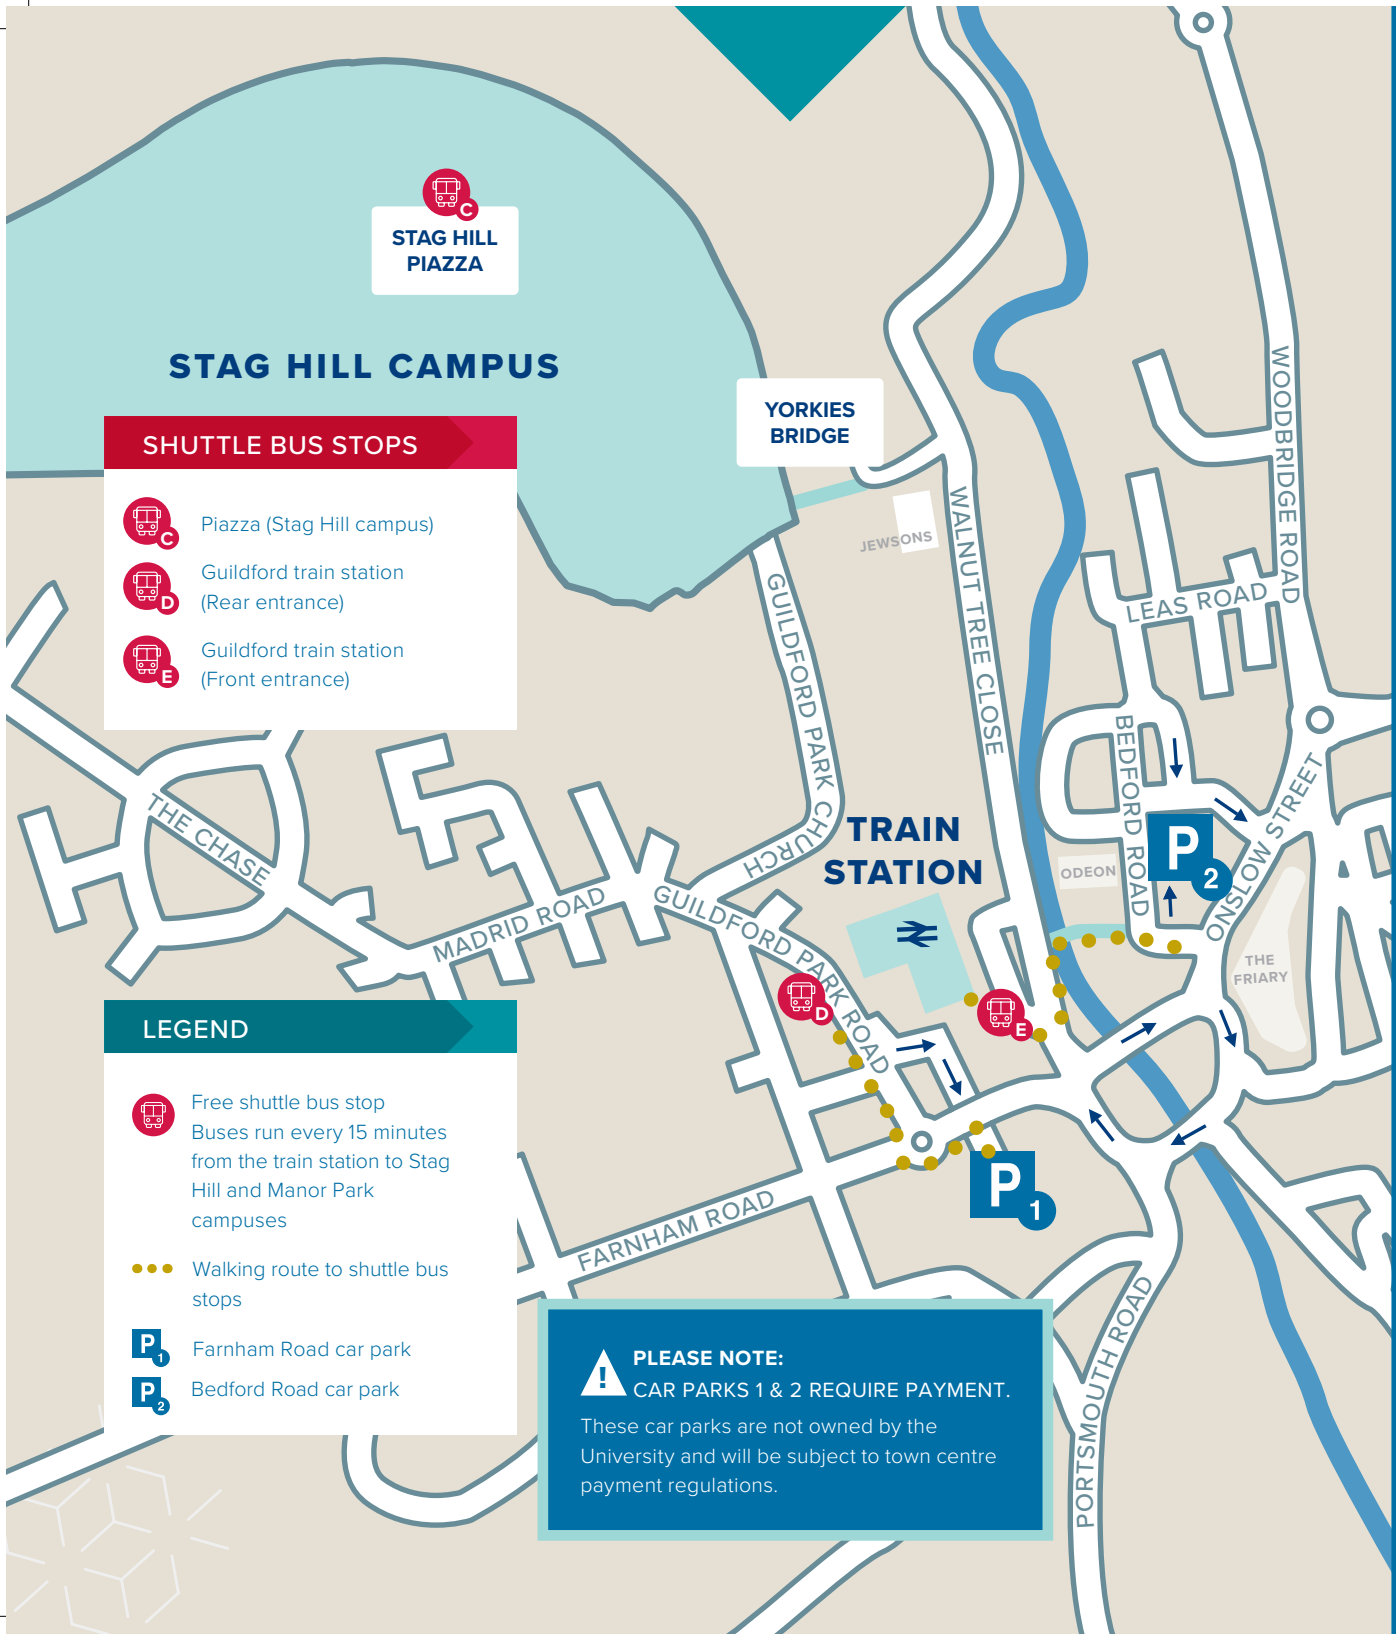 C
STAG HILL
PIAZZA
STAG HILL CAMPUS
YORKIES
BRIDGE
SHUTTLE BUS STOPS
C
Piazza (Stag Hill campus)
D
Guildford train station
(Rear entrance)
E
Guildford train station
(Front entrance)
JEWSONS
WALNUT TREE CLOSE
WOODBRIDGE ROAD
LEAS ROAD
GUILDFORD PARK CHURCH
BEDFORD ROAD
ONSLOW STREET
THE CHASE
MADRID ROAD
GUILDFORD PARK ROAD
TRAIN
STATION
ODEON
P
2
THE
FRIARY
D
E
P
1
FARNHAM ROAD
PORTSMOUTH ROAD
LEGEND
Free shuttle bus stop
Buses run every 15 minutes
from the train station to Stag
Hill and Manor Park
campuses
Walking route to shuttle bus
stops
P
1
Farnham Road car park
P
2
Bedford Road car park
!
PLEASE NOTE:
CAR PARKS 1 & 2 REQUIRE PAYMENT.
These car parks are not owned by the
University and will be subject to town centre
payment regulations.